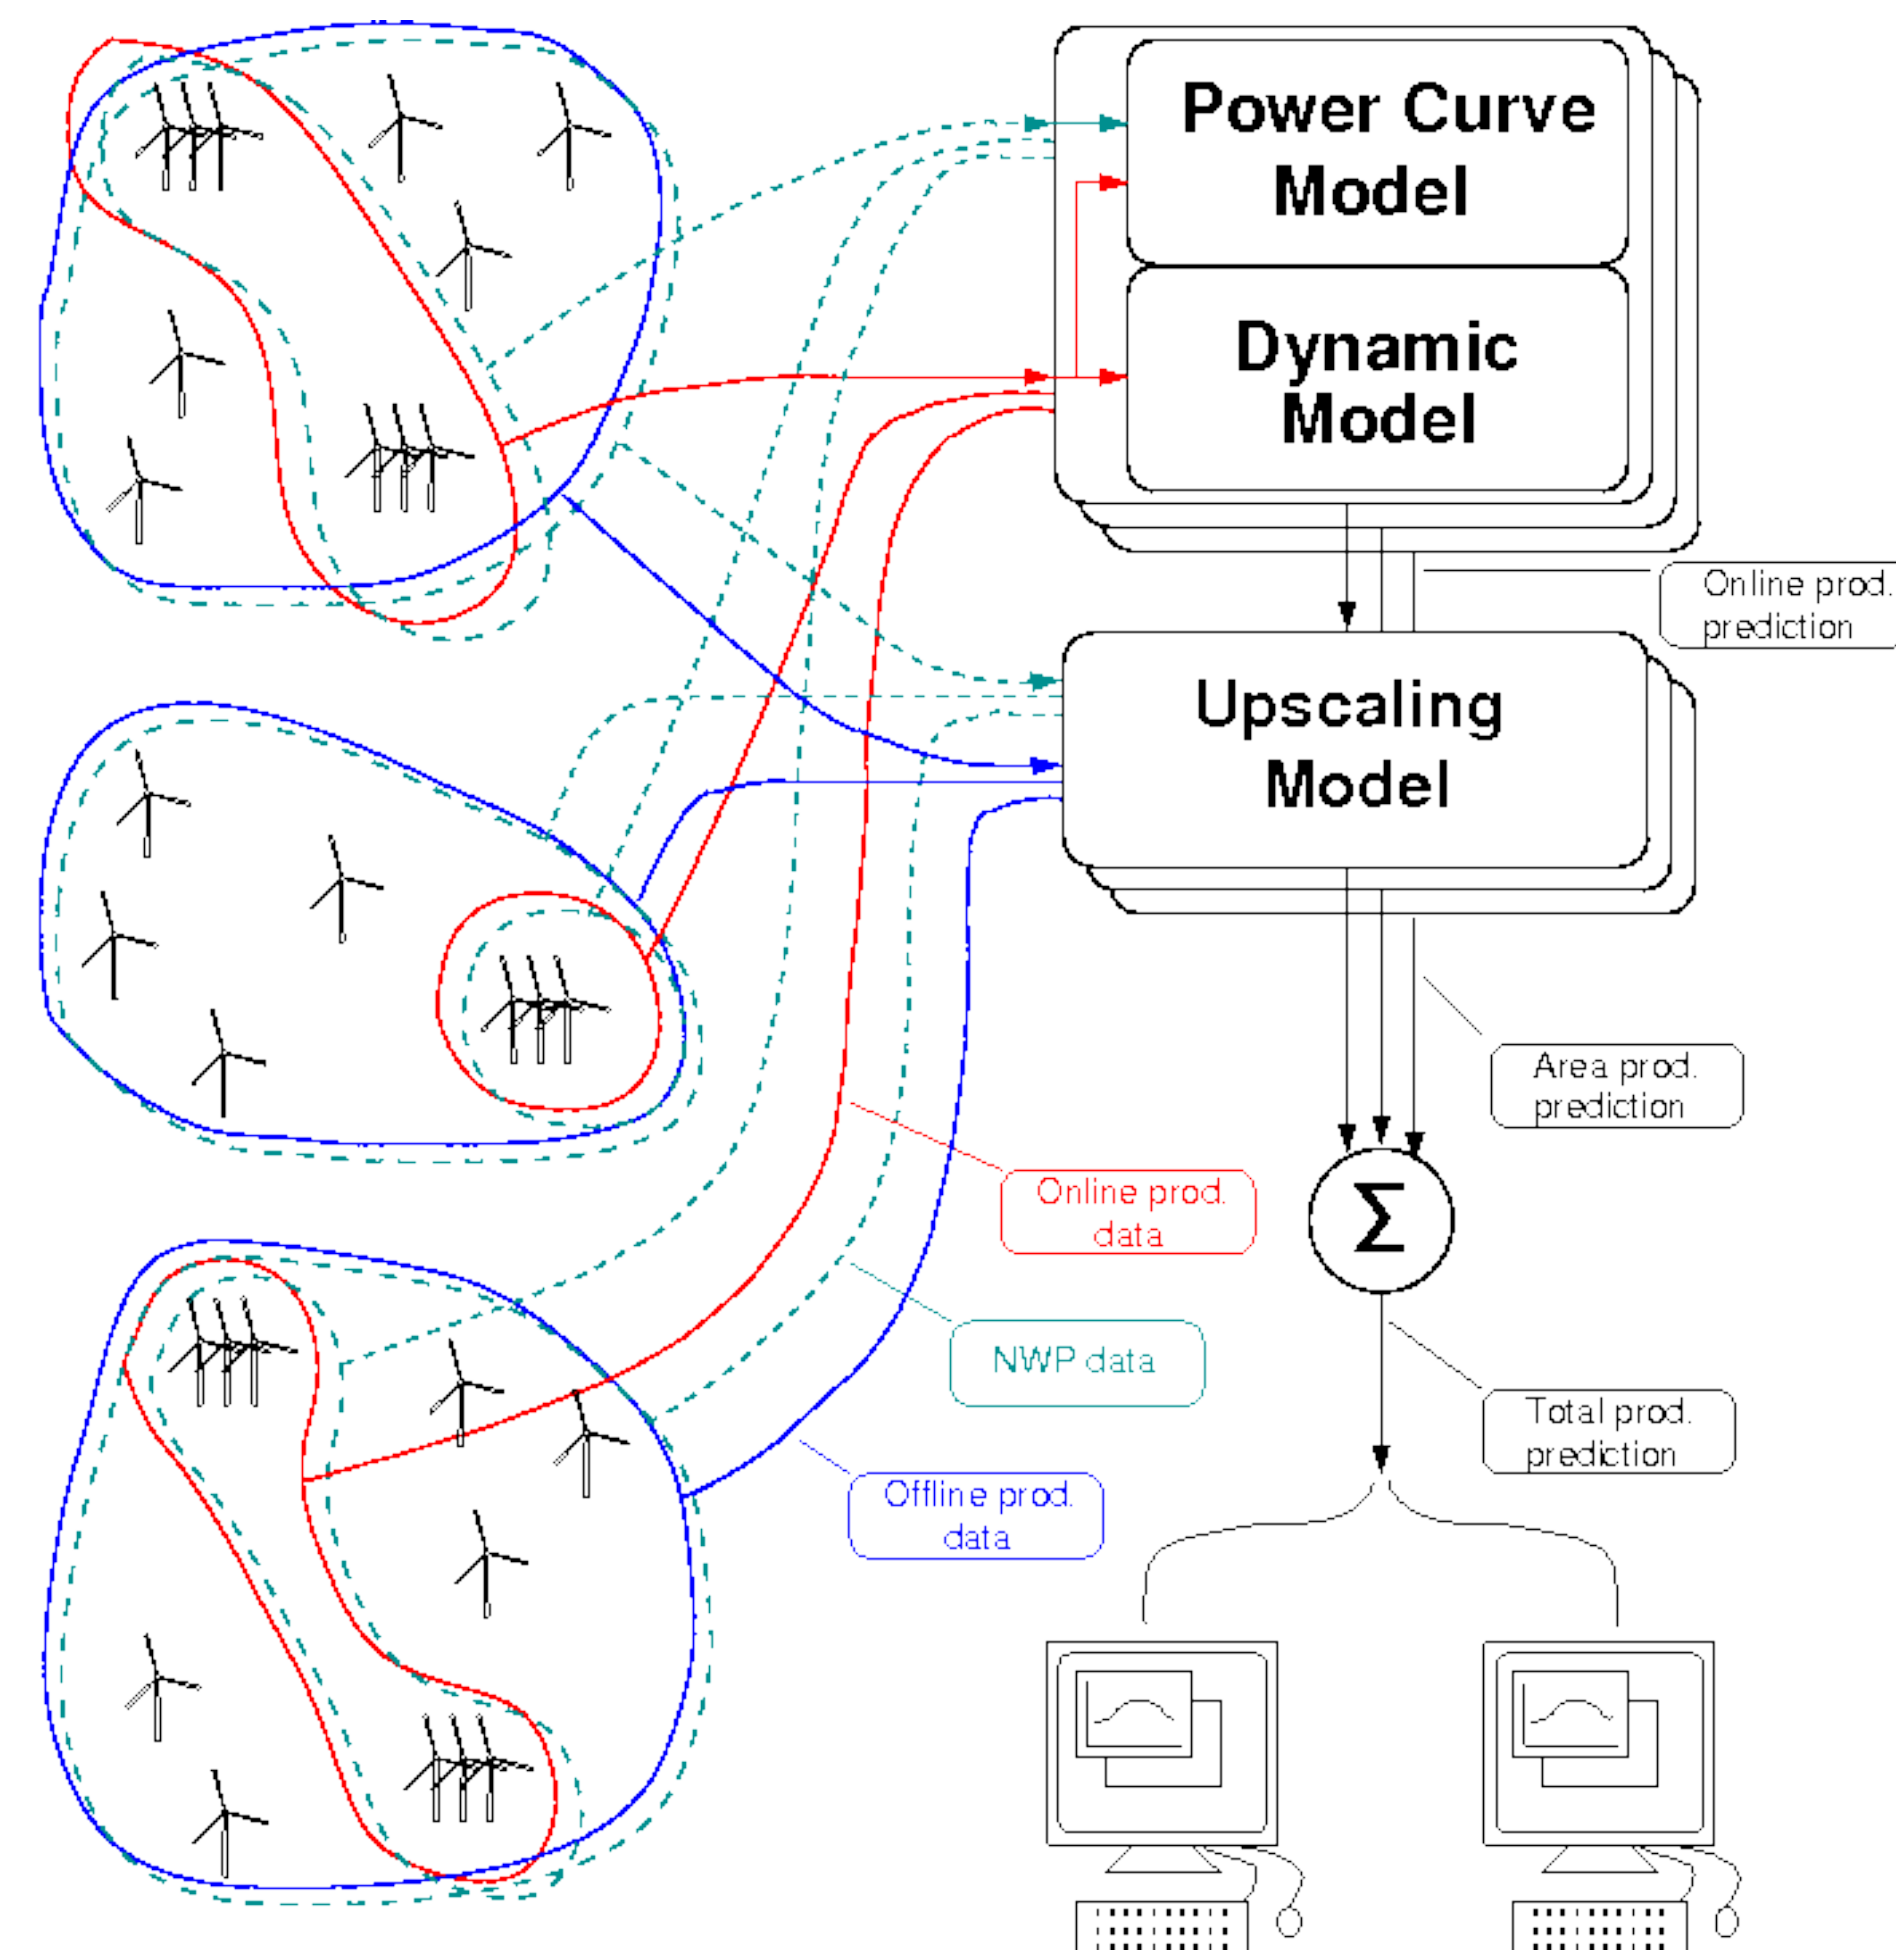 Power Curve
Model
Dynamic
Model
Online prod.
prediction
Upscaling
Model
Area prod.
prediction
Online prod.
data
Σ
NWP data
Total prod.
prediction
Offline prod.
data